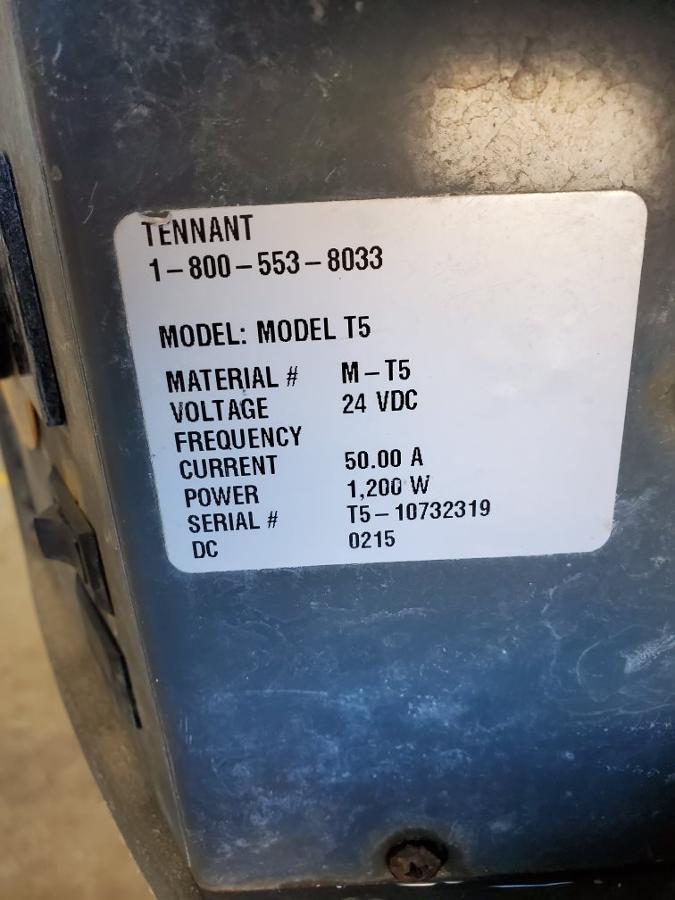 TENNANT
1-800-553-8033
MODEL: MODEL T5
MATERIAL # M-T5
VOLTAGE 24 VDC
FREQUENCY
CURRENT 50.00 A
POWER 1,200 W
SERIAL # T5-10732319
DC 0215